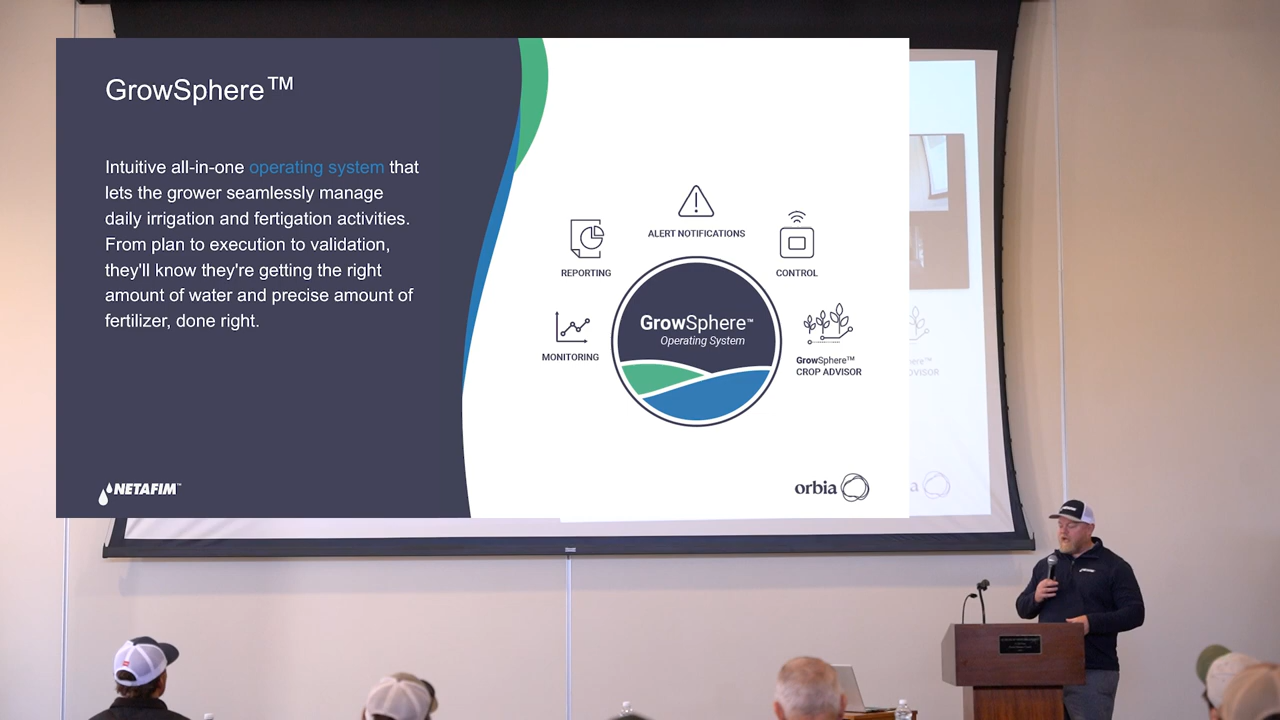 GrowSphere™
Intuitive all-in-one operating system that
lets the grower seamlessly manage
daily irrigation and fertigation activities.
From plan to execution to validation,
they'll know they're getting the right
amount of water and precise amount of
fertilizer, done right.
NETAFIM™
ALERT NOTIFICATIONS
REPORTING
CONTROL
MONITORING
GrowSphere™
Operating System
GrowSphere™
CROP ADVISOR
orbia